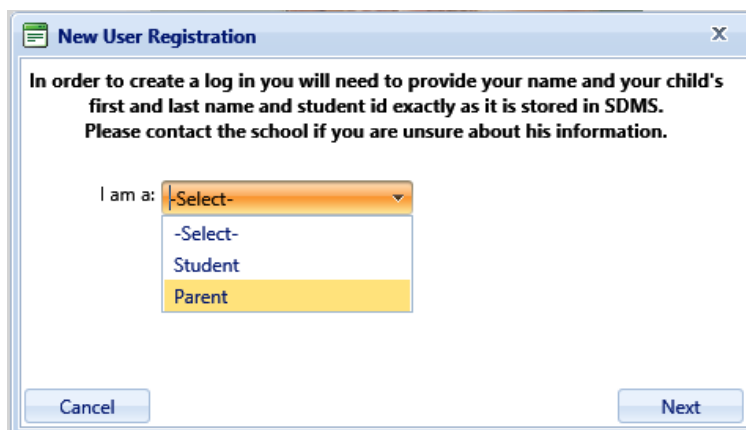 New User Registration x
In order to create a log in you will need to provide your name and your child's
first and last name and student id exactly as it is stored in SDMS.
Please contact the school if you are unsure about his information.
I am a: -Select-
-Select-
Student
Parent
Cancel Next